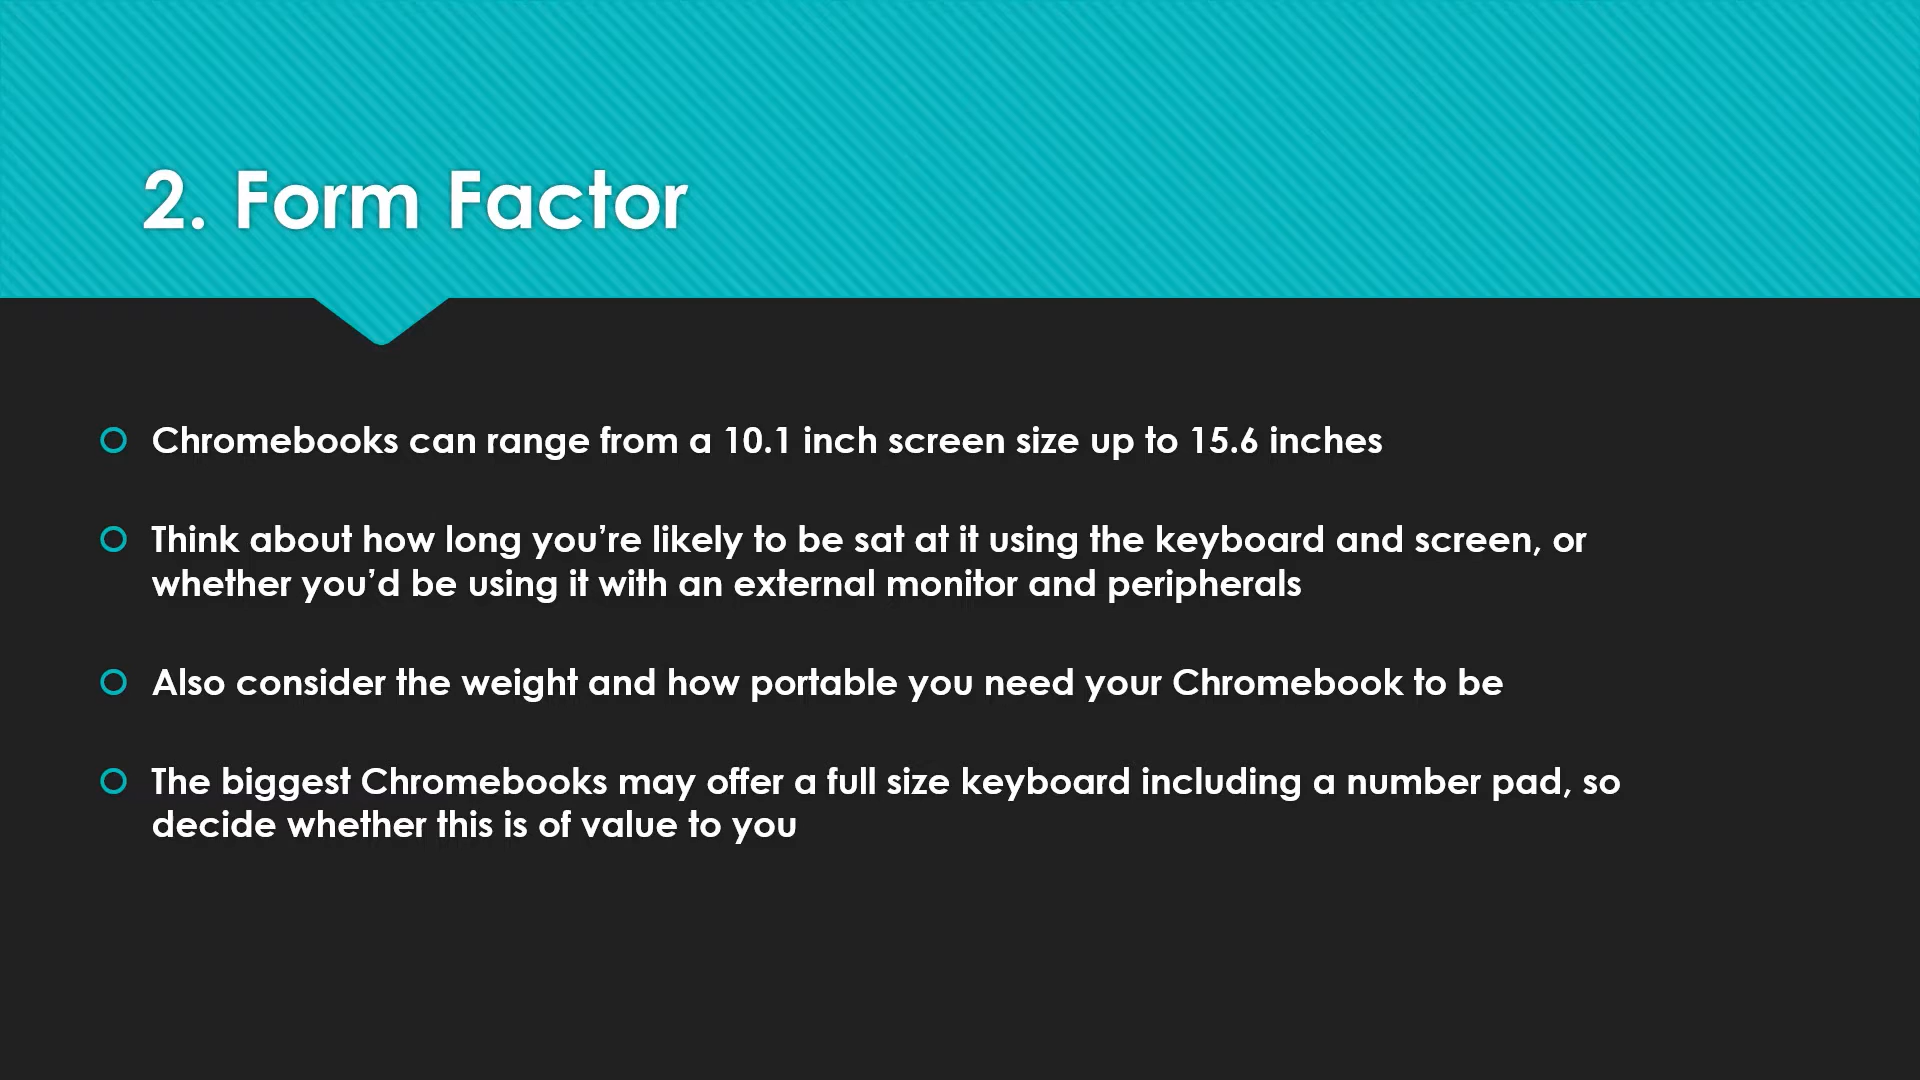 2. Form Factor
Chromebooks can range from a 10.1 inch screen size up to 15.6 inches
Think about how long you’re likely to be sat at it using the keyboard and screen, or
whether you’d be using it with an external monitor and peripherals
Also consider the weight and how portable you need your Chromebook to be
The biggest Chromebooks may offer a full size keyboard including a number pad, so
decide whether this is of value to you